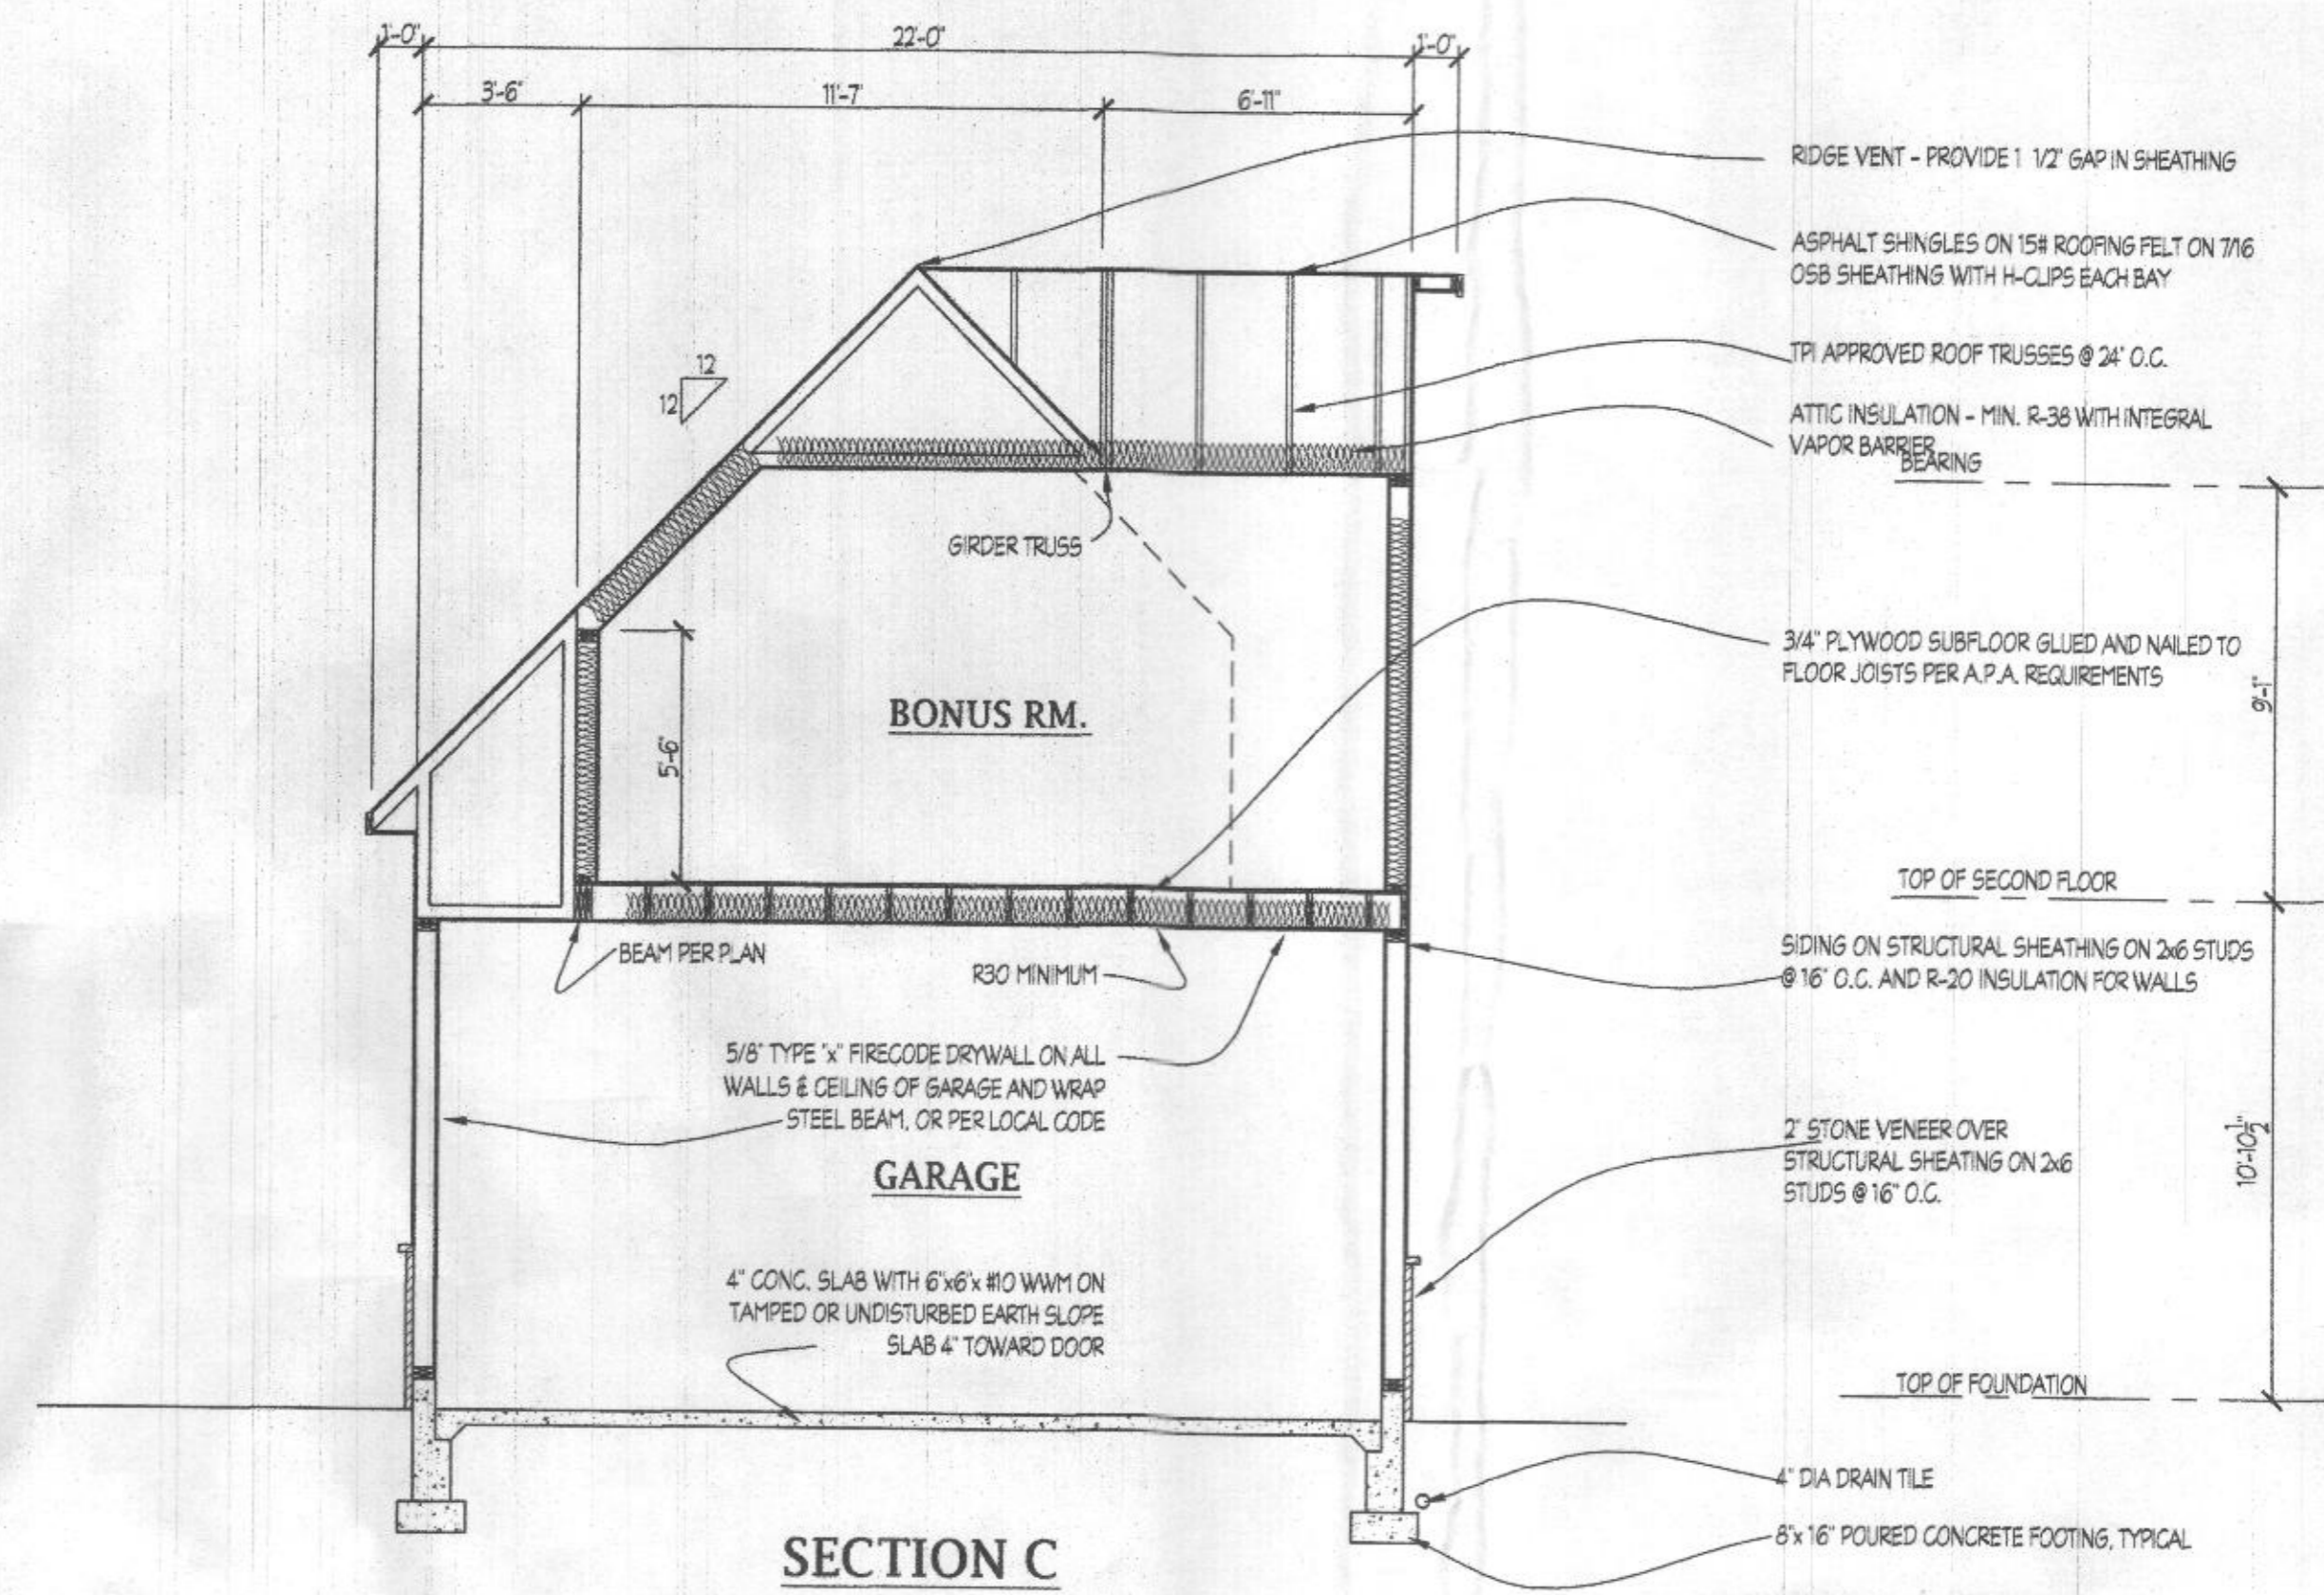 1'-0"
22'-0"
1'-0"
3'-6"
11'-7"
6'-11"
RIDGE VENT - PROVIDE 1 1/2" GAP IN SHEATHING
ASPHALT SHINGLES ON 15# ROOFING FELT ON 7/16
OSB SHEATHING WITH H-CLIPS EACH BAY
12
12
TPI APPROVED ROOF TRUSSES @ 24" O.C.
ATTIC INSULATION - MIN. R-38 WITH INTEGRAL
VAPOR BARRIER
BEARING
GIRDER TRUSS
3/4" PLYWOOD SUBFLOOR GLUED AND NAILED TO
FLOOR JOISTS PER A.P.A. REQUIREMENTS
9'-1"
BONUS RM.
5'-6"
TOP OF SECOND FLOOR
BEAM PER PLAN
R30 MINIMUM
SIDING ON STRUCTURAL SHEATHING ON 2x6 STUDS
@ 16" O.C. AND R-20 INSULATION FOR WALLS
5/8" TYPE "x" FIRECODE DRYWALL ON ALL
WALLS & CEILING OF GARAGE AND WRAP
STEEL BEAM, OR PER LOCAL CODE
2" STONE VENEER OVER
STRUCTURAL SHEATING ON 2x6
STUDS @ 16" O.C.
10'-10 1/2"
GARAGE
4" CONC. SLAB WITH 6"x6"x #10 WWM ON
TAMPED OR UNDISTURBED EARTH SLOPE
SLAB 4" TOWARD DOOR
TOP OF FOUNDATION
4" DIA DRAIN TILE
8"x 16" POURED CONCRETE FOOTING, TYPICAL
SECTION C